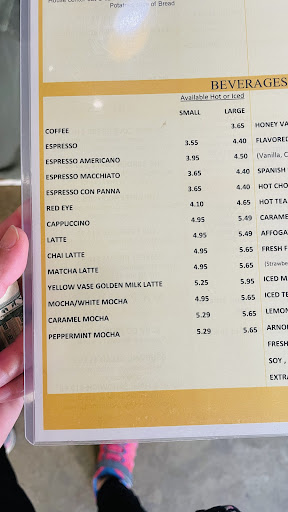 Potat of Bread
BEVERAGES
Available Hot or Iced
SMALL LARGE
COFFEE 3.65
ESPRESSO 3.55 4.40
ESPRESSO AMERICANO 3.95 4.50
ESPRESSO MACCHIATO 3.65 4.40
ESPRESSO CON PANNA 3.65 4.40
RED EYE 4.10 4.65
CAPPUCCINO 4.95 5.49
LATTE 4.95 5.49
CHAI LATTE 4.95 5.65
MATCHA LATTE 4.95 5.65
YELLOW VASE GOLDEN MILK LATTE 5.25 5.95
MOCHA/WHITE MOCHA 4.95 5.65
CARAMEL MOCHA 5.29 5.65
PEPPERMINT MOCHA 5.29 5.65
HONEY VA
FLAVORED
(Vanilla, C
SPANISH
HOT CHO
HOT TEA
CARAME
AFFOGA
FRESH F
(Strawbe
ICED M
ICED TE
LEMON
ARNOL
FRESH
SOY ,
EXTRA